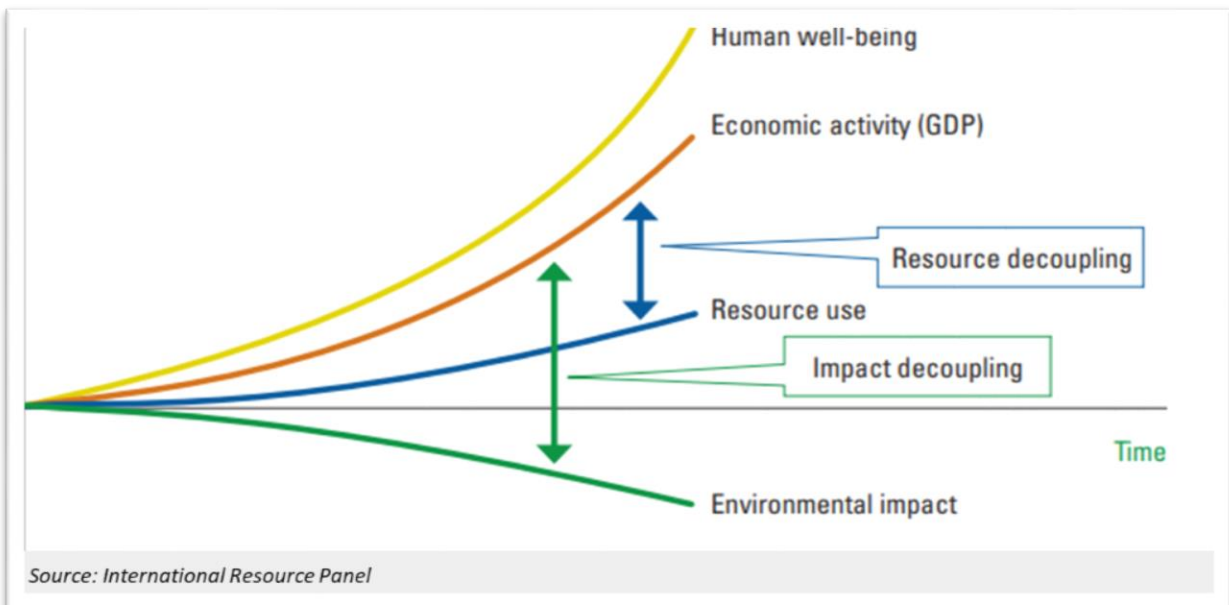 Human well-being
Economic activity (GDP)
Resource decoupling
Resource use
Impact decoupling
Time
Environmental impact
Source: International Resource Panel